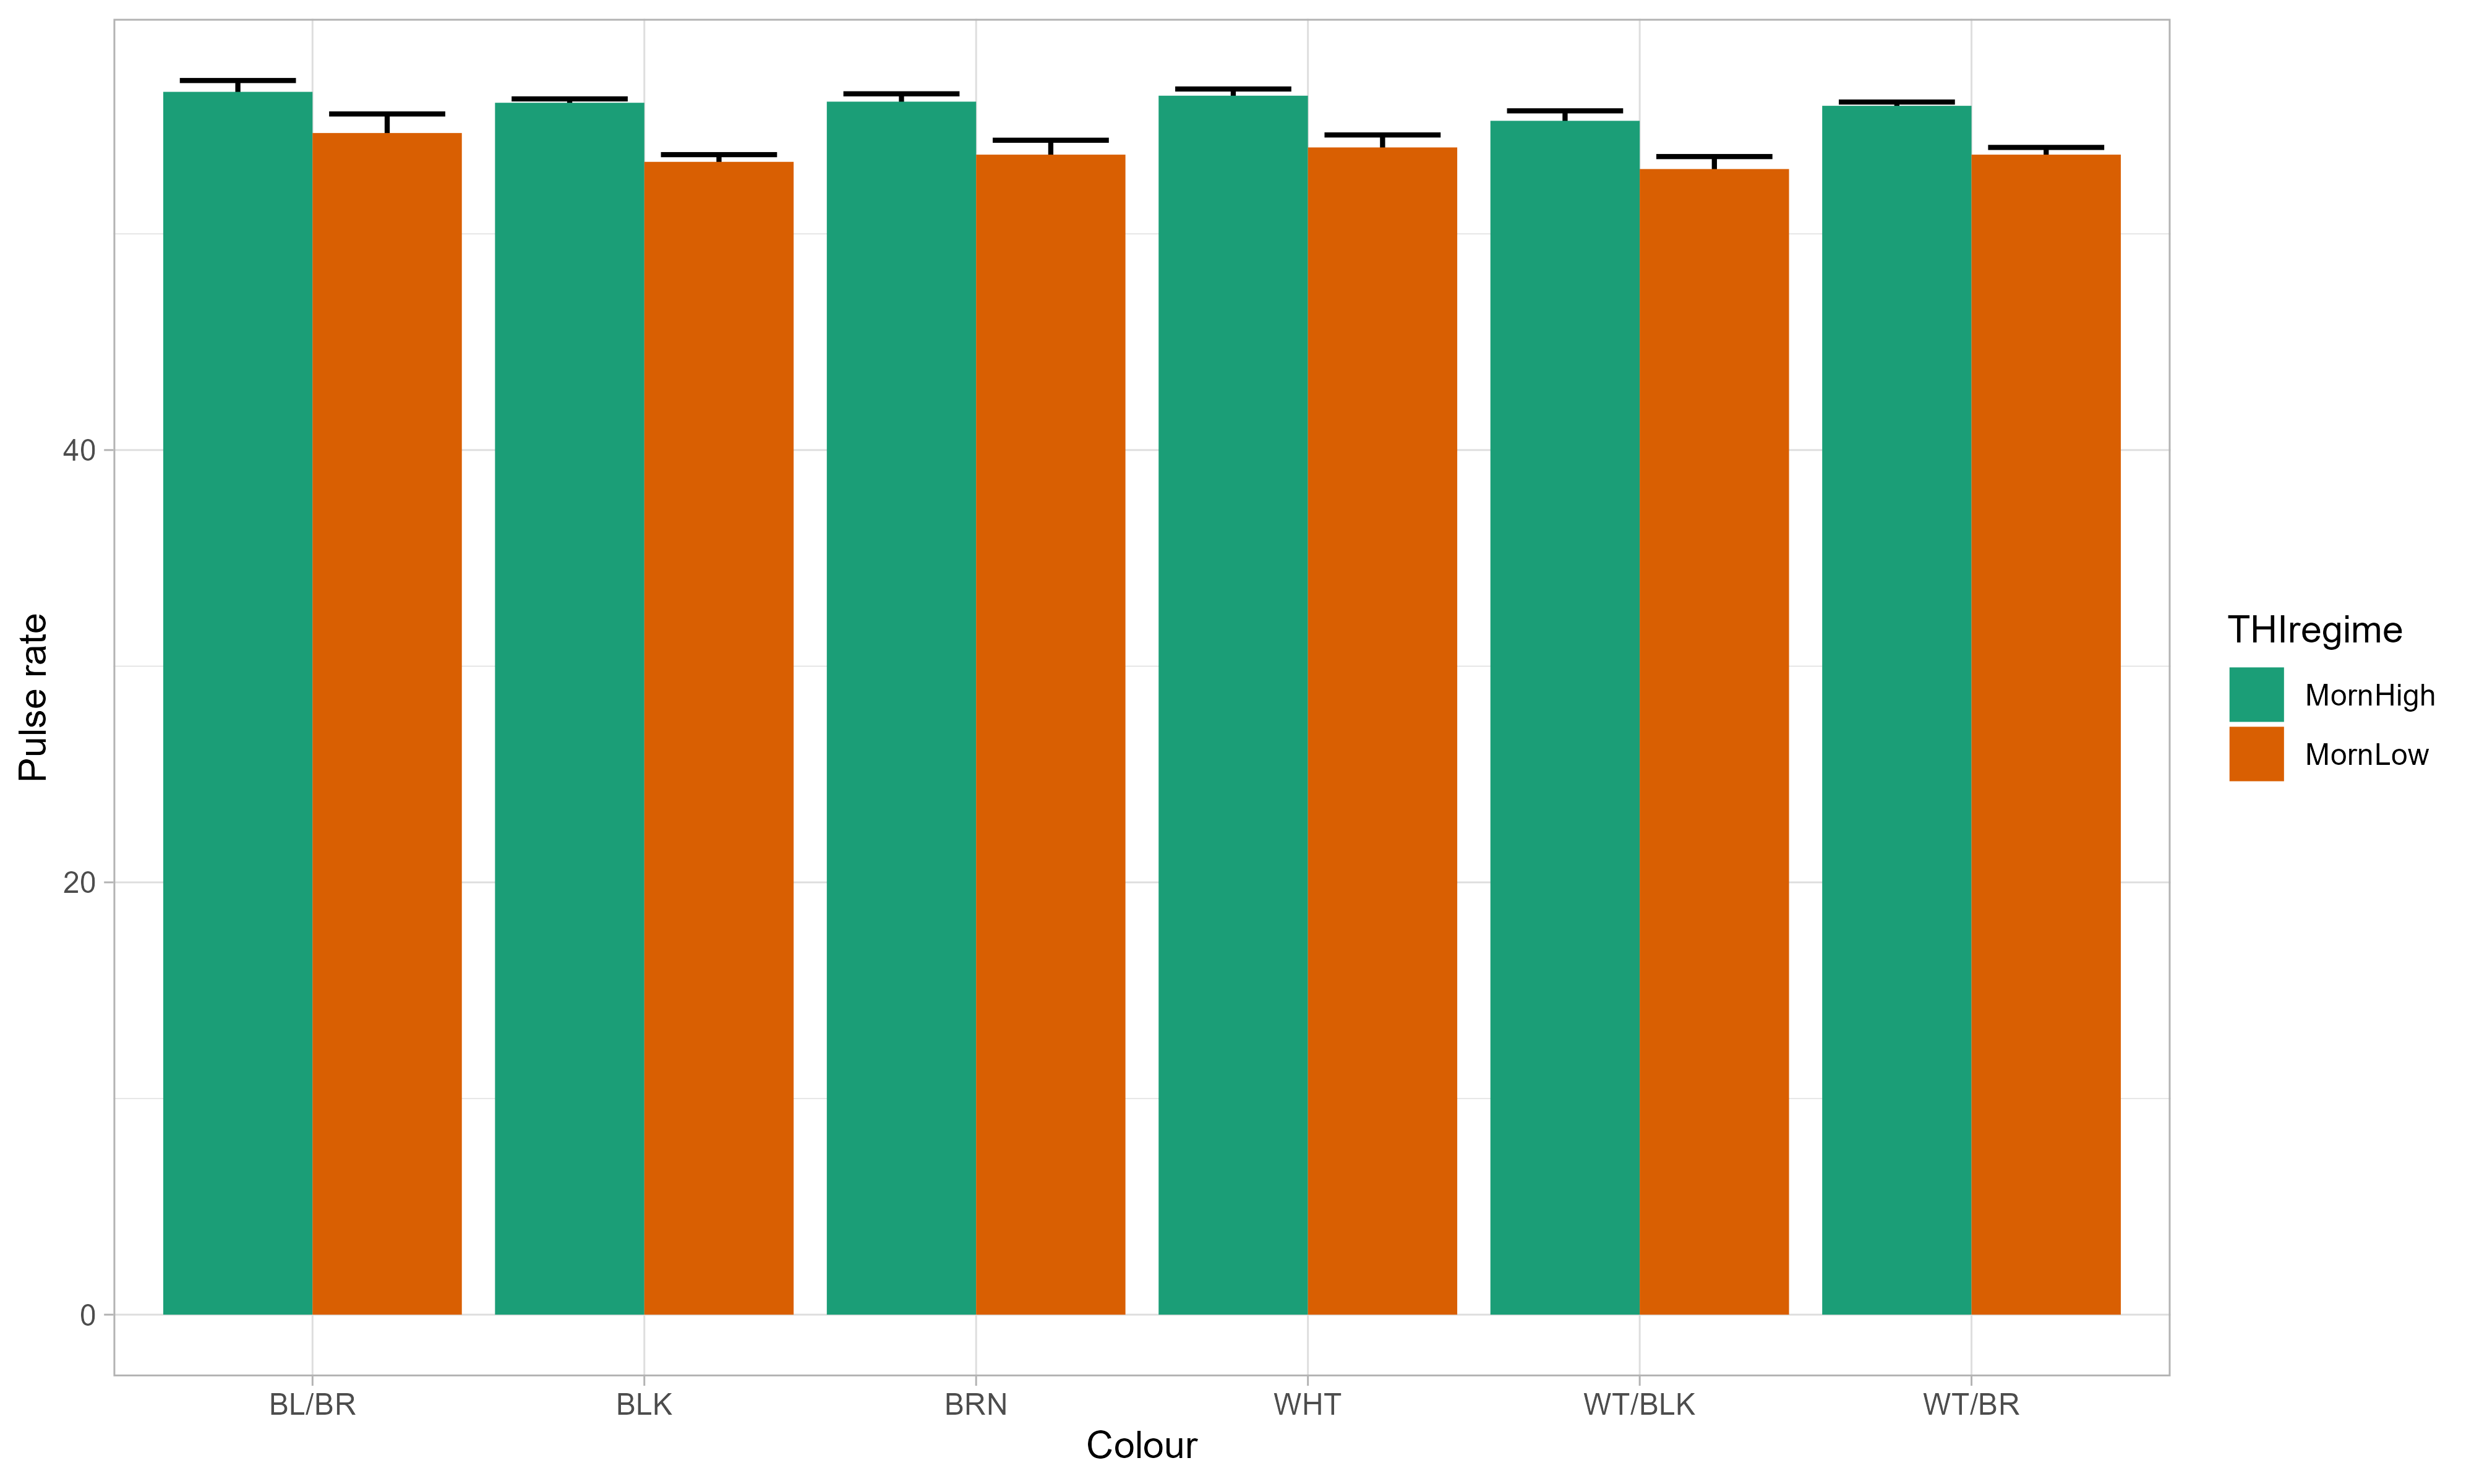 Pulse rate
40
20
0
BL/BR BLK BRN WHT WT/BLK WT/BR
Colour
THIregime
MornHigh
MornLow